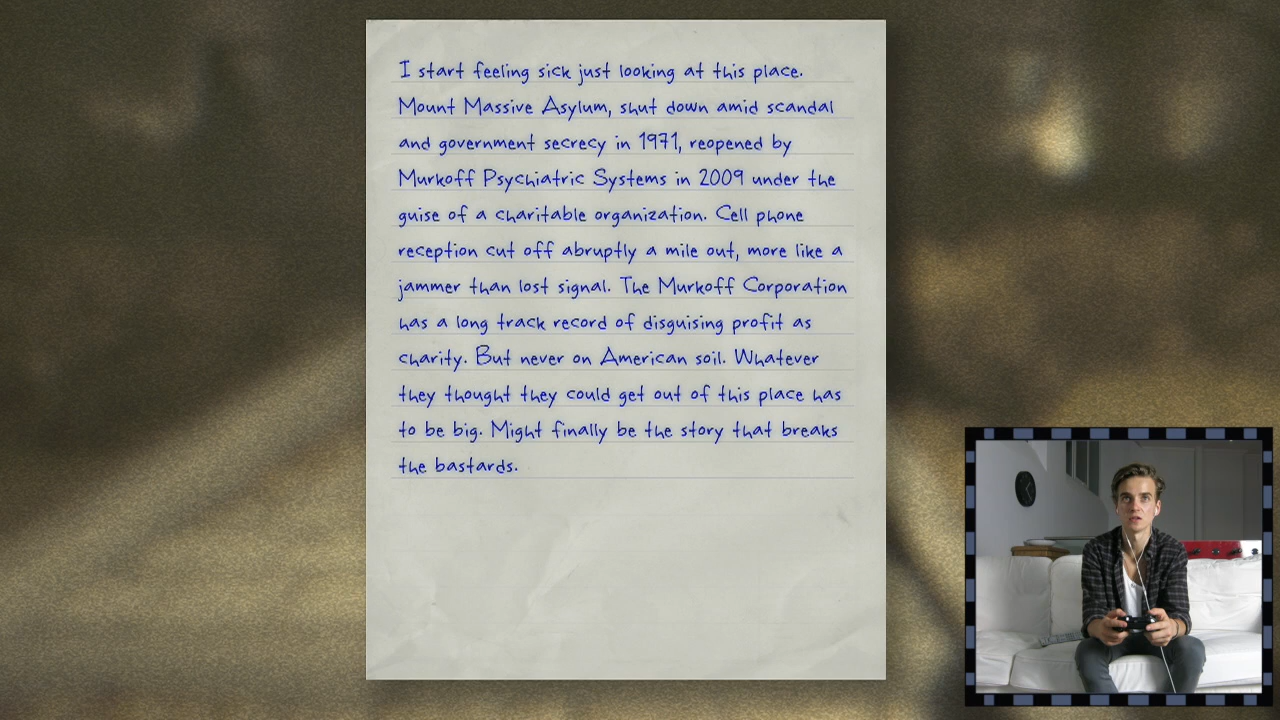 I start feeling sick just looking at this place.
Mount Massive Asylum, shut down amid scandal
and government secrecy in 1971, reopened by
Murkoff Psychiatric Systems in 2009 under the
guise of a charitable organization. Cell phone
reception cut off abruptly a mile out, more like a
jammer than lost signal. The Murkoff Corporation
has a long track record of disguising profit as
charity. But never on American soil. Whatever
they thought they could get out of this place has
to be big. Might finally be the story that breaks
the bastards.